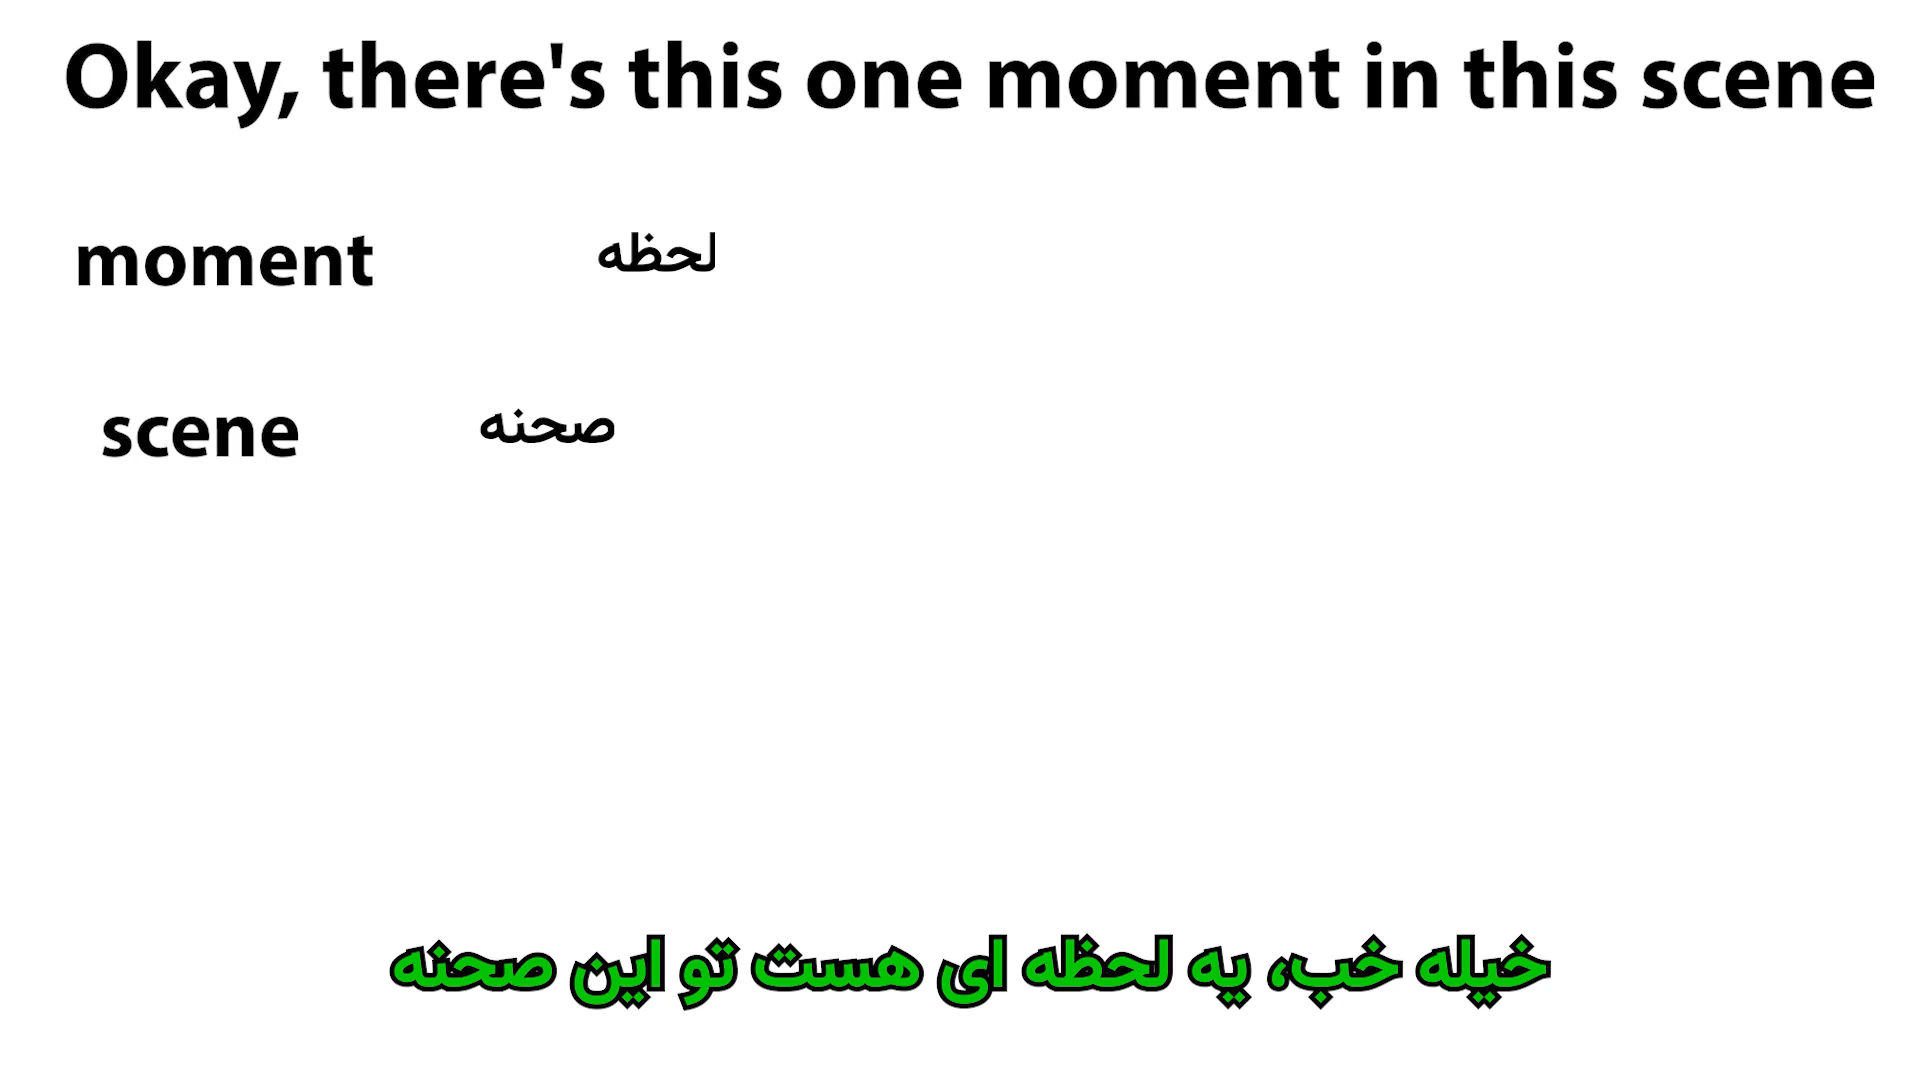 Okay, there's this one moment in this scene
moment لحظه
scene صحنه
خیله خب، یه لحظه ای هست تو این صحنه